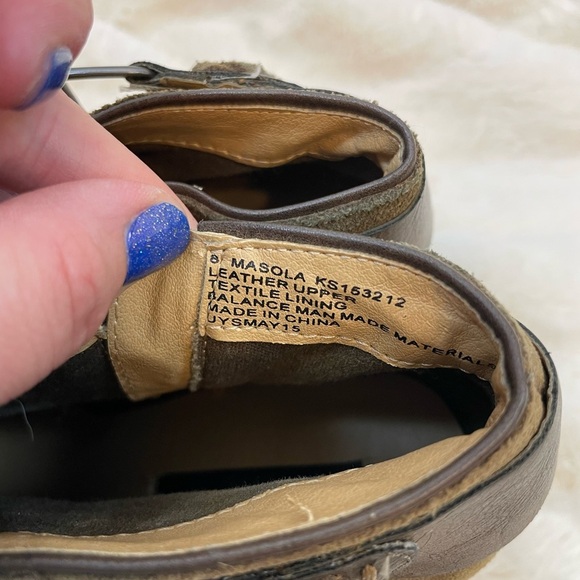 8 MASOLA KS153212
LEATHER UPPER
TEXTILE LINING
BALANCE MAN MADE MATERIALS
MADE IN CHINA
JYSMAY15